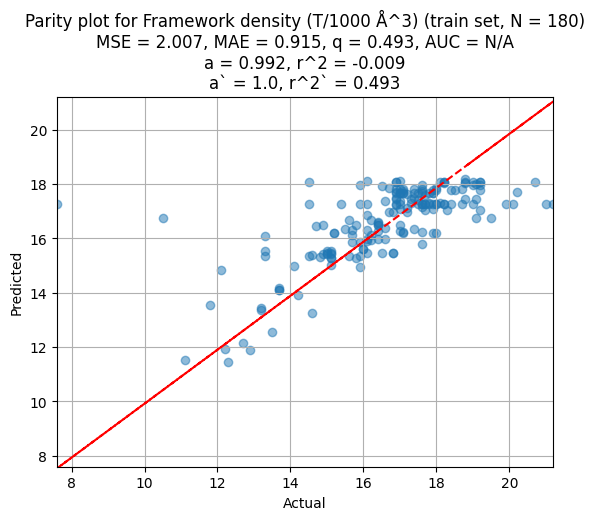 Parity plot for Framework density (T/1000 Å^3) (train set, N = 180)
MSE = 2.007, MAE = 0.915, q = 0.493, AUC = N/A
a = 0.992, r^2 = -0.009
a` = 1.0, r^2` = 0.493
20
18
16
14
12
10
8
Predicted
8 10 12 14 16 18 20
Actual